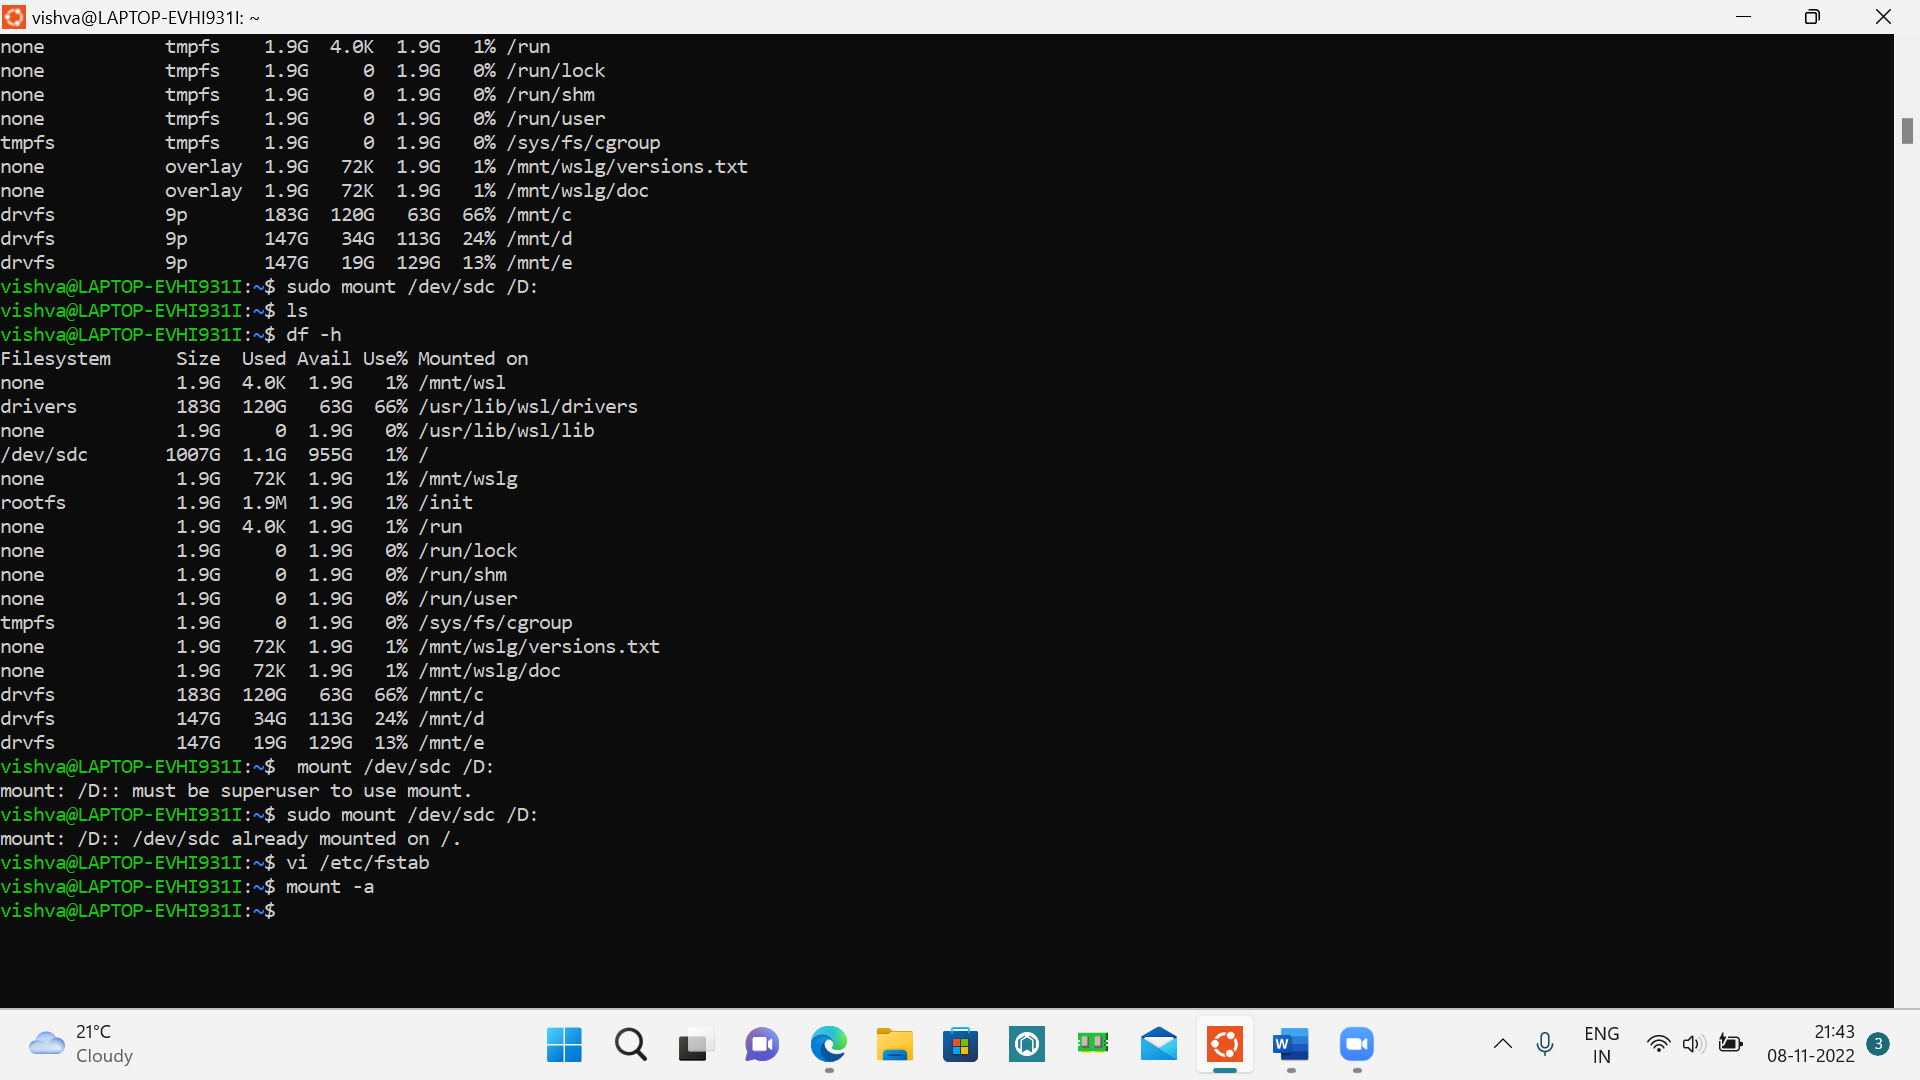 vishva@LAPTOP-EVHI931I: ~
none           tmpfs    1.9G  4.0K  1.9G   1% /run
none           tmpfs    1.9G     0  1.9G   0% /run/lock
none           tmpfs    1.9G     0  1.9G   0% /run/shm
none           tmpfs    1.9G     0  1.9G   0% /run/user
tmpfs          tmpfs    1.9G     0  1.9G   0% /sys/fs/cgroup
none           overlay  1.9G   72K  1.9G   1% /mnt/wslg/versions.txt
none           overlay  1.9G   72K  1.9G   1% /mnt/wslg/doc
drvfs          9p       183G  120G   63G  66% /mnt/c
drvfs          9p       147G   34G  113G  24% /mnt/d
drvfs          9p       147G   19G  129G  13% /mnt/e
vishva@LAPTOP-EVHI931I:~$ sudo mount /dev/sdc /D:
vishva@LAPTOP-EVHI931I:~$ ls
vishva@LAPTOP-EVHI931I:~$ df -h
Filesystem      Size  Used Avail Use% Mounted on
none            1.9G  4.0K  1.9G   1% /mnt/wsl
drivers         183G  120G   63G  66% /usr/lib/wsl/drivers
none            1.9G     0  1.9G   0% /usr/lib/wsl/lib
/dev/sdc       1007G  1.1G  955G   1% /
none            1.9G   72K  1.9G   1% /mnt/wslg
rootfs          1.9G  1.9M  1.9G   1% /init
none            1.9G  4.0K  1.9G   1% /run
none            1.9G     0  1.9G   0% /run/lock
none            1.9G     0  1.9G   0% /run/shm
none            1.9G     0  1.9G   0% /run/user
tmpfs           1.9G     0  1.9G   0% /sys/fs/cgroup
none            1.9G   72K  1.9G   1% /mnt/wslg/versions.txt
none            1.9G   72K  1.9G   1% /mnt/wslg/doc
drvfs           183G  120G   63G  66% /mnt/c
drvfs           147G   34G  113G  24% /mnt/d
drvfs           147G   19G  129G  13% /mnt/e
vishva@LAPTOP-EVHI931I:~$  mount /dev/sdc /D:
mount: /D:: must be superuser to use mount.
vishva@LAPTOP-EVHI931I:~$ sudo mount /dev/sdc /D:
mount: /D:: /dev/sdc already mounted on /.
vishva@LAPTOP-EVHI931I:~$ vi /etc/fstab
vishva@LAPTOP-EVHI931I:~$ mount -a
vishva@LAPTOP-EVHI931I:~$
21°C
Cloudy
W
ENG
IN
21:43
08-11-2022
3